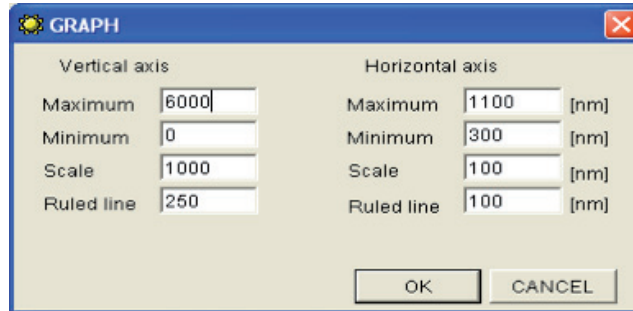 GRAPH
Vertical axis Horizontal axis
Maximum 6000 Maximum 1100 [nm]
Minimum 0 Minimum 300 [nm]
Scale 1000 Scale 100 [nm]
Ruled line 250 Ruled line 100 [nm]
OK CANCEL